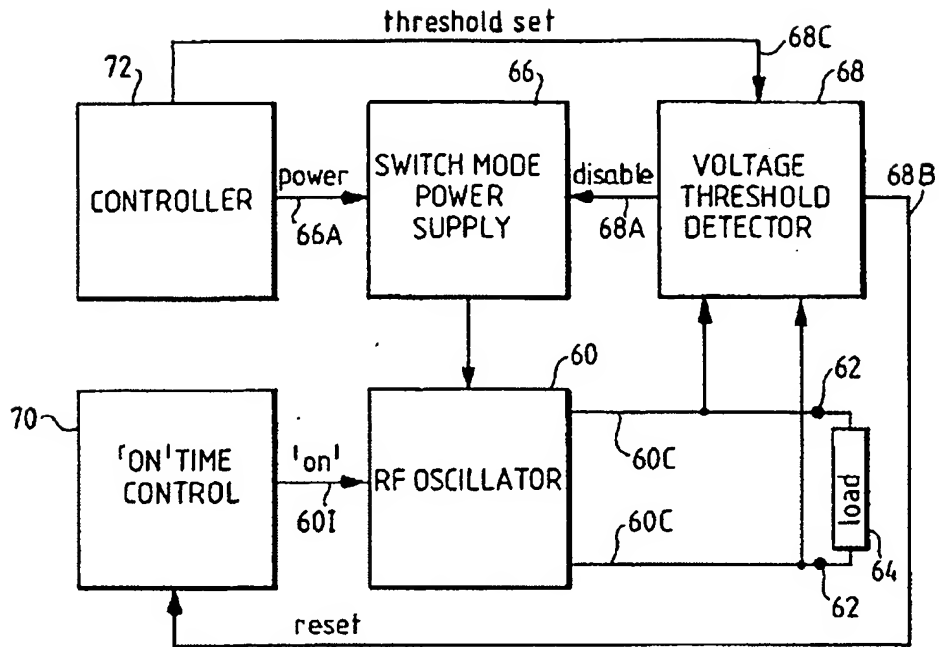 threshold set
68C
72
66
68
CONTROLLER
power
66A
SWITCH MODE
POWER
SUPPLY
disable
68A
VOLTAGE
THRESHOLD
DETECTOR
68B
70
'ON' TIME
CONTROL
'on'
60I
60
RF OSCILLATOR
60C
60C
62
62
load
64
reset